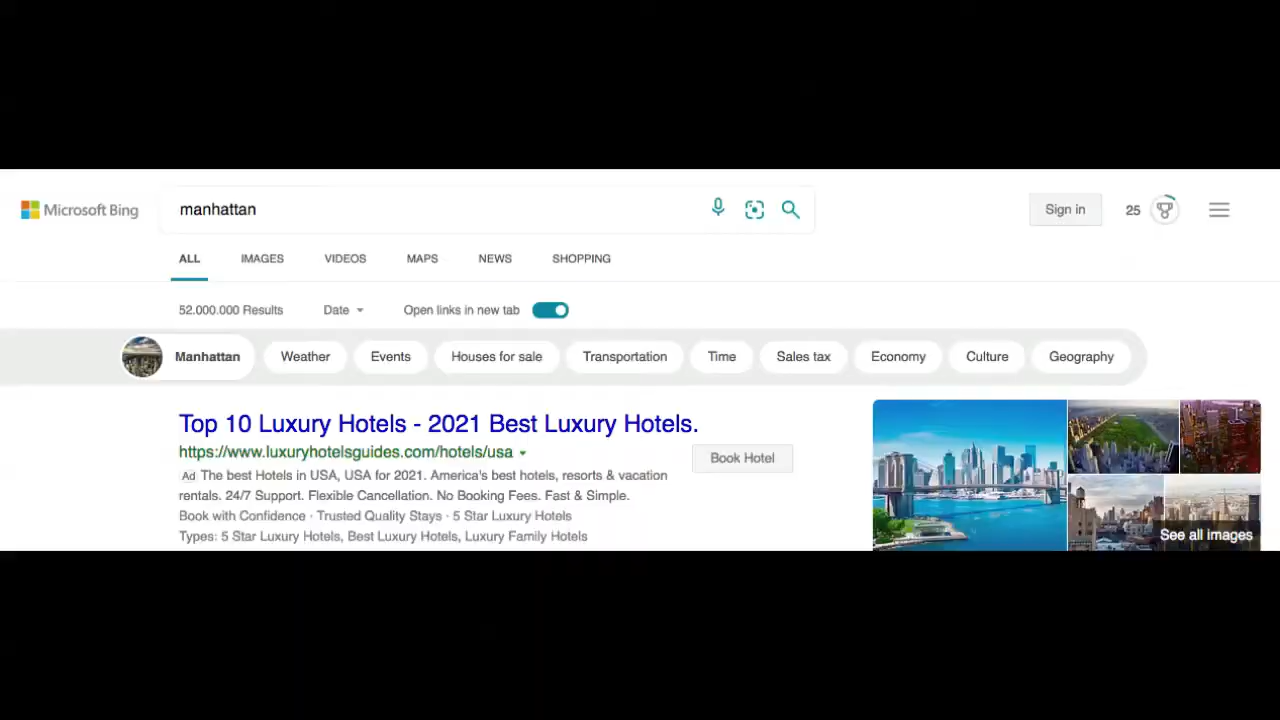 Microsoft Bing
manhattan
Sign in
25
ALL IMAGES VIDEOS MAPS NEWS SHOPPING
52.000.000 Results Date Open links in new tab
Manhattan Weather Events Houses for sale Transportation Time Sales tax Economy Culture Geography
Top 10 Luxury Hotels - 2021 Best Luxury Hotels.
https://www.luxuryhotelsguides.com/hotels/usa
Book Hotel
Ad The best Hotels in USA, USA for 2021. America's best hotels, resorts & vacation
rentals. 24/7 Support. Flexible Cancellation. No Booking Fees. Fast & Simple.
Book with Confidence · Trusted Quality Stays · 5 Star Luxury Hotels
Types: 5 Star Luxury Hotels, Best Luxury Hotels, Luxury Family Hotels
See all images